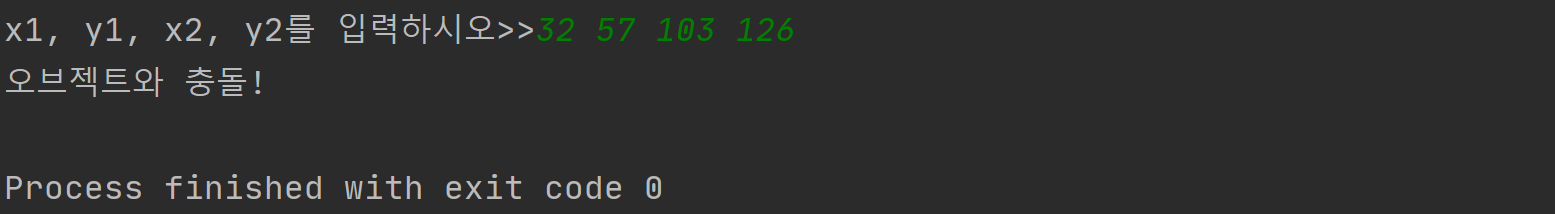 x1, y1, x2, y2를 입력하시오>>32 57 103 126
오브젝트와 충돌!
Process finished with exit code 0